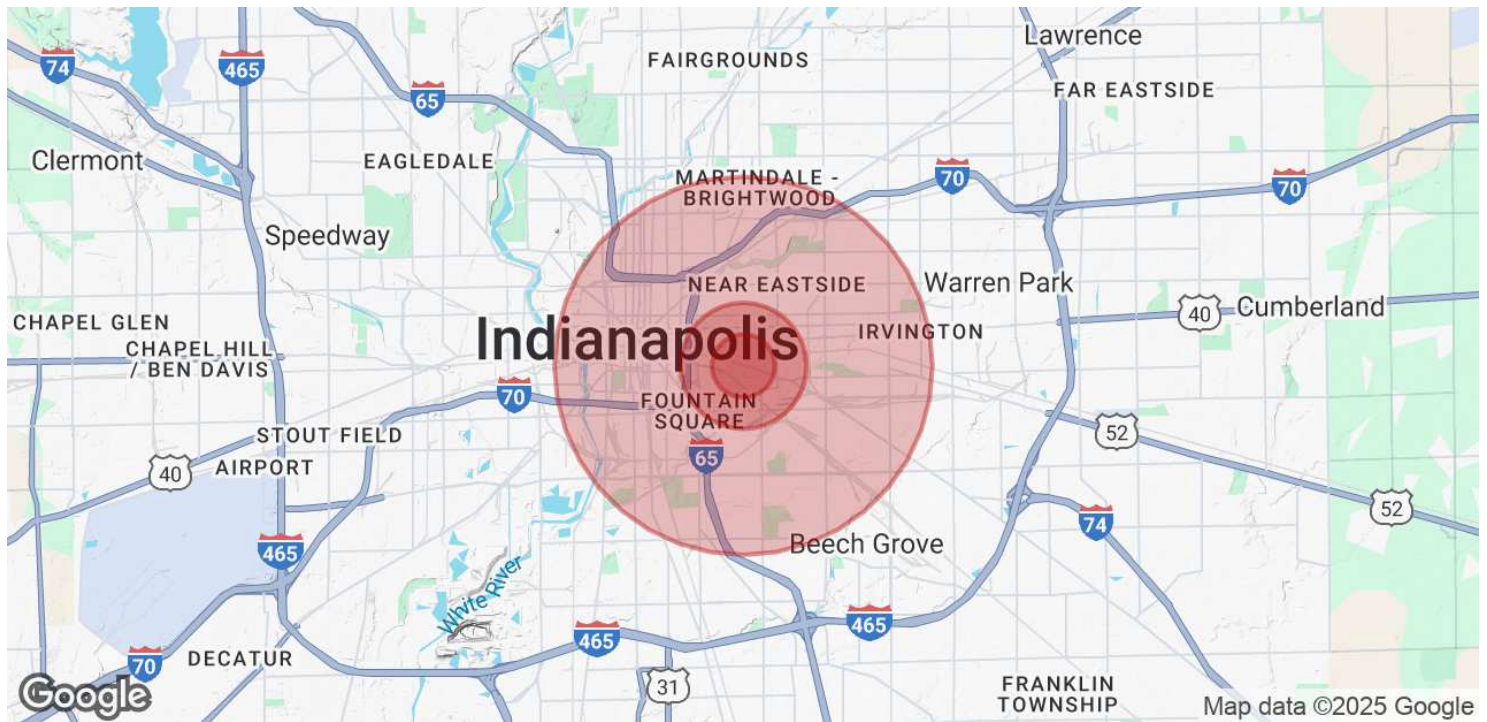 Lawrence
FAIRGROUNDS
74
465
65
FAR EASTSIDE
Clermont
EAGLEDALE
MARTINDALE -
BRIGHTWOOD
70
70
Speedway
NEAR EASTSIDE
Warren Park
CHAPEL GLEN
40
Cumberland
Indianapolis
IRVINGTON
CHAPEL HILL
/ BEN DAVIS
70
FOUNTAIN
SQUARE
STOUT FIELD
52
65
40
AIRPORT
52
74
465
Beech Grove
White River
465
465
70
DECATUR
31
FRANKLIN
TOWNSHIP
Google
Map data ©2025 Google